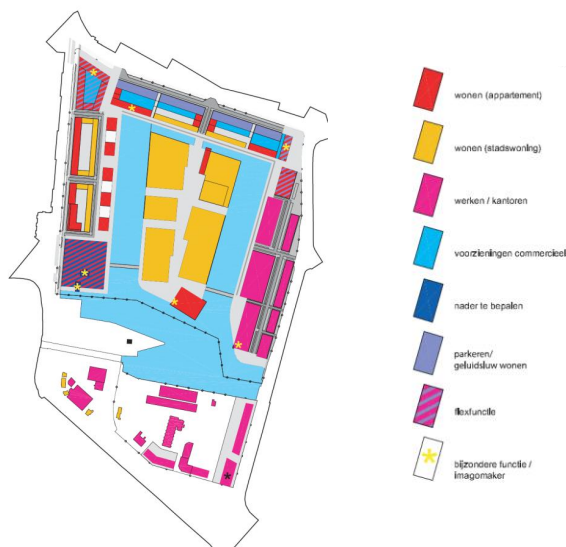 wonen (appartement)
wonen (stadswoning)
werken / kantoren
voorzieningen commercieel
nader te bepalen
parkeren/
geluidsluw wonen
flexfunctie
bijzondere functie /
imagomaker